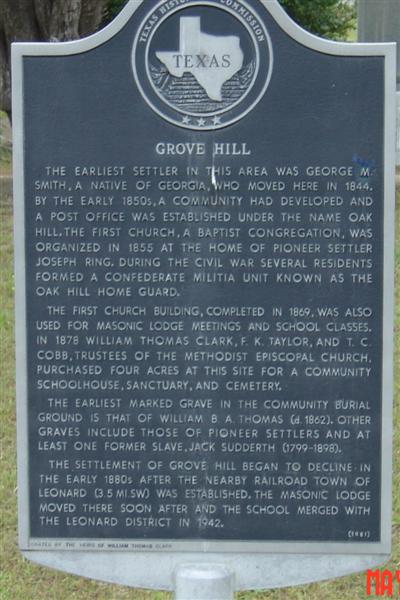 TEXAS HISTORICAL COMMISSION
TEXAS
GROVE HILL
THE EARLIEST SETTLER IN THIS AREA WAS GEORGE M.
SMITH, A NATIVE OF GEORGIA, WHO MOVED HERE IN 1844.
BY THE EARLY 1850s, A COMMUNITY HAD DEVELOPED AND
A POST OFFICE WAS ESTABLISHED UNDER THE NAME OAK
HILL. THE FIRST CHURCH, A BAPTIST CONGREGATION, WAS
ORGANIZED IN 1855 AT THE HOME OF PIONEER SETTLER
JOSEPH RING. DURING THE CIVIL WAR SEVERAL RESIDENTS
FORMED A CONFEDERATE MILITIA UNIT KNOWN AS THE
OAK HILL HOME GUARD.
THE FIRST CHURCH BUILDING, COMPLETED IN 1869, WAS ALSO
USED FOR MASONIC LODGE MEETINGS AND SCHOOL CLASSES.
IN 1878 WILLIAM THOMAS CLARK, F. K. TAYLOR, AND T. C.
COBB, TRUSTEES OF THE METHODIST EPISCOPAL CHURCH,
PURCHASED FOUR ACRES AT THIS SITE FOR A COMMUNITY
SCHOOLHOUSE, SANCTUARY, AND CEMETERY.
THE EARLIEST MARKED GRAVE IN THE COMMUNITY BURIAL
GROUND IS THAT OF WILLIAM B. A. THOMAS (d. 1862). OTHER
GRAVES INCLUDE THOSE OF PIONEER SETTLERS AND AT
LEAST ONE FORMER SLAVE, JACK SUDDERTH (1799-1898).
THE SETTLEMENT OF GROVE HILL BEGAN TO DECLINE IN
THE EARLY 1880s AFTER THE NEARBY RAILROAD TOWN OF
LEONARD (3.5 MI. SW) WAS ESTABLISHED. THE MASONIC LODGE
MOVED THERE SOON AFTER AND THE SCHOOL MERGED WITH
THE LEONARD DISTRICT IN 1942.
(1981)
BY THE HEIRS OF WILLIAM THOMAS CLARK